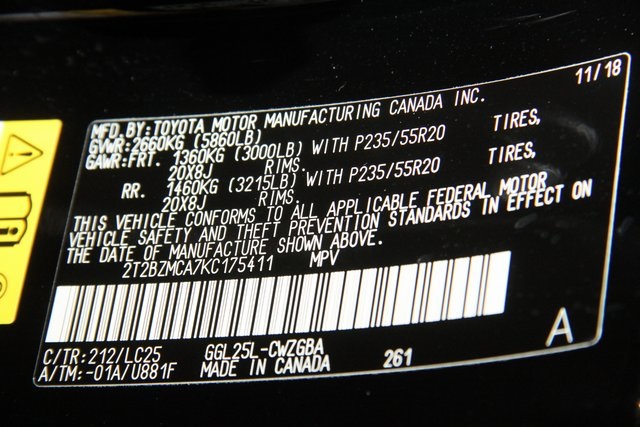 11/18
MFD. BY: TOYOTA MOTOR MANUFACTURING CANADA INC.
GVWR: 2660KG (5860LB)
GAWR: FRT. 1360KG (3000LB) WITH P235/55R20 TIRES,
20X8J RIMS.
RR. 1460KG (3215LB) WITH P235/55R20 TIRES,
20X8J RIMS.
THIS VEHICLE CONFORMS TO ALL APPLICABLE FEDERAL MOTOR
VEHICLE SAFETY AND THEFT PREVENTION STANDARDS IN EFFECT ON
THE DATE OF MANUFACTURE SHOWN ABOVE.
2T2BZMCA7KC175411 MPV
C/TR: 212/LC25 GGL25L-CWZGBA A
A/TM: -01A/U881F MADE IN CANADA 261